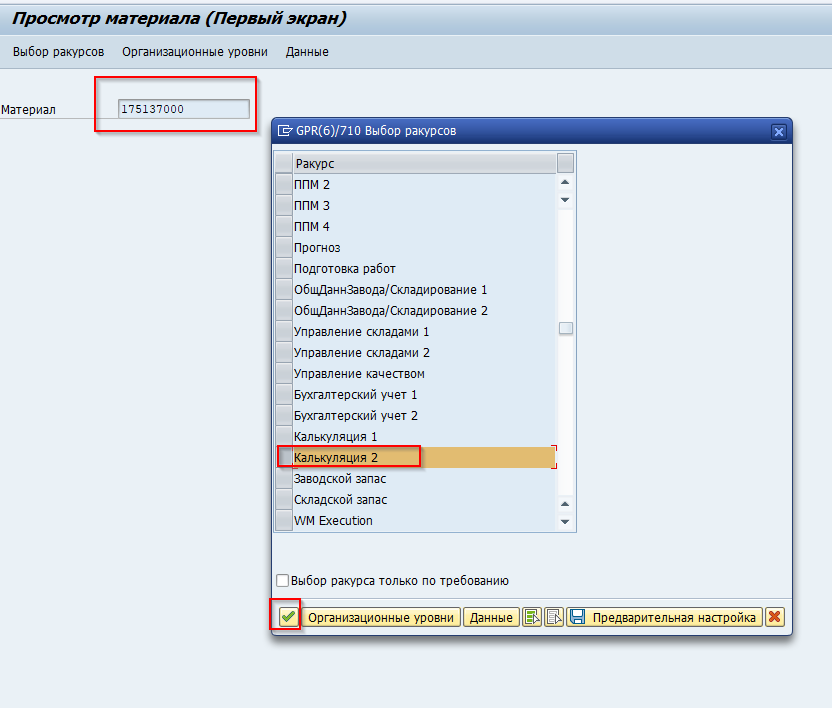 Просмотр материала (Первый экран)
Выбор ракурсов Организационные уровни Данные
Материал 175137000
GPR(6)/710 Выбор ракурсов
Ракурс
ППМ 2
ППМ 3
ППМ 4
Прогноз
Подготовка работ
ОбщДаннЗавода/Складирование 1
ОбщДаннЗавода/Складирование 2
Управление складами 1
Управление складами 2
Управление качеством
Бухгалтерский учет 1
Бухгалтерский учет 2
Калькуляция 1
Калькуляция 2
Заводской запас
Складской запас
WM Execution
Выбор ракурса только по требованию
Организационные уровни Данные Предварительная настройка